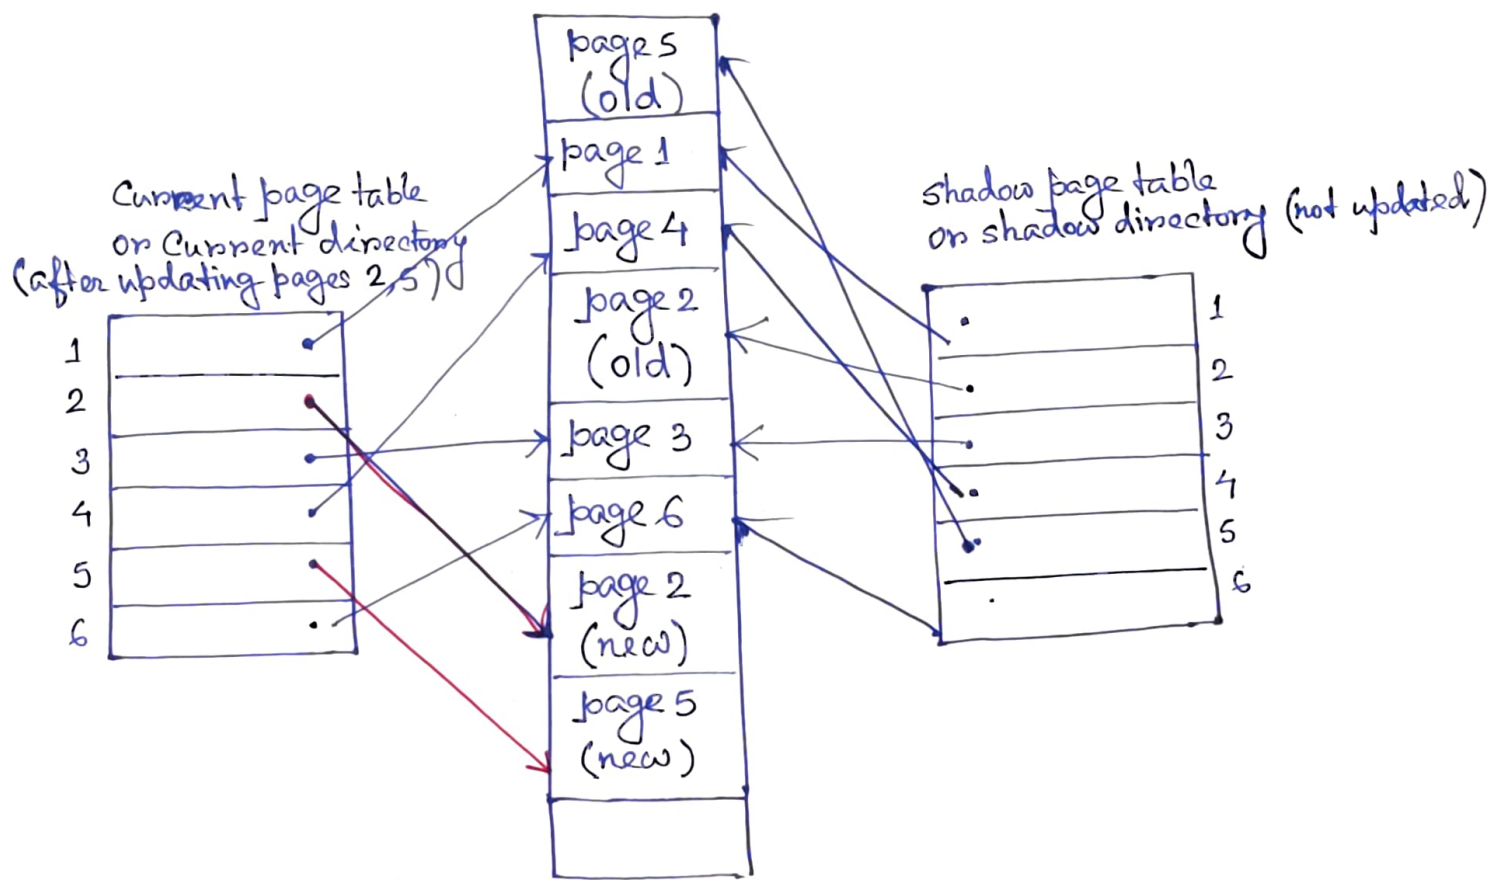 Current page table
or Current directory
(after updating pages 2,5)
1
2
3
4
5
6
page 5
(old)
page 1
page 4
page 2
(old)
page 3
page 6
page 2
(new)
page 5
(new)
shadow page table
or shadow directory (not updated)
1
2
3
4
5
6